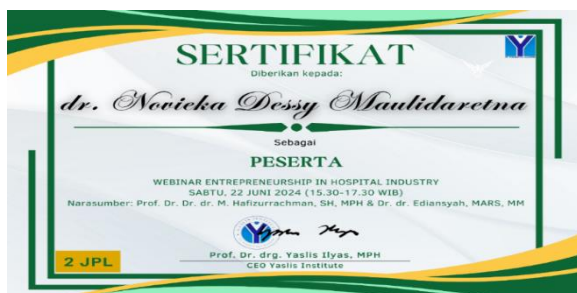 SERTIFIKAT
Diberikan kepada:
dr. Novieka Dessy Maulidaretna
Sebagai
PESERTA
WEBINAR ENTREPRENEURSHIP IN HOSPITAL INDUSTRY
SABTU, 22 JUNI 2024 (15.30-17.30 WIB)
Narasumber: Prof. Dr. Dr. dr. M. Hafizurrachman, SH, MPH & Dr. dr. Ediansyah, MARS, MM
Prof. Dr. drg. Yaslis Ilyas, MPH
CEO Yaslis Institute
2 JPL